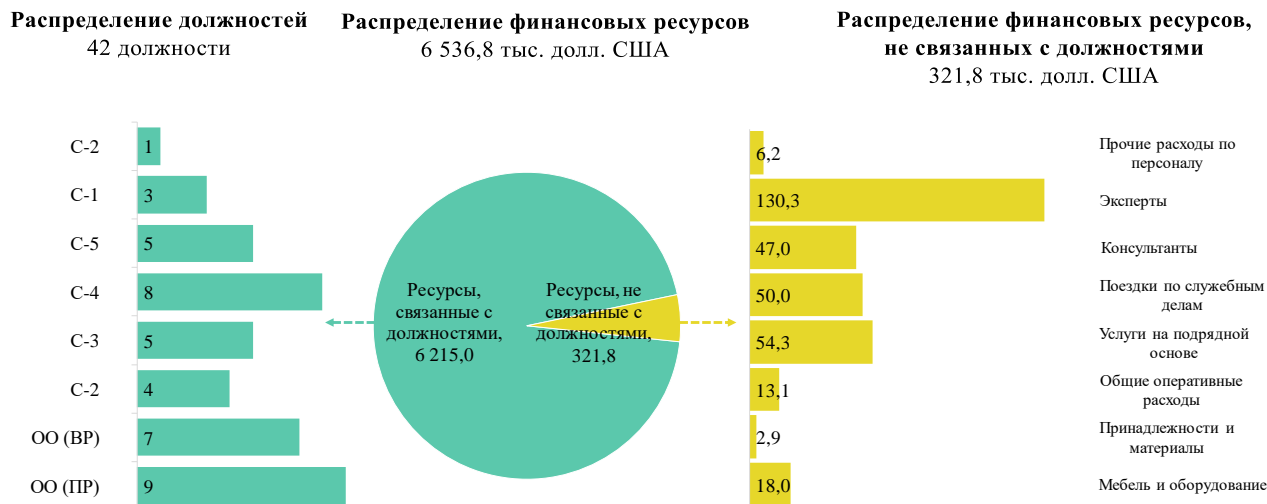 Распределение должностей
42 должности
Распределение финансовых ресурсов
6 536,8 тыс. долл. США
Распределение финансовых ресурсов,
не связанных с должностями
321,8 тыс. долл. США
С-2
1
С-1
3
С-5
5
С-4
8
С-3
5
С-2
4
ОО (ВР)
7
ОО (ПР)
9
Ресурсы,
связанные с
должностями,
6 215,0
Ресурсы, не
связанные с
должностями,
321,8
6,2
Прочие расходы по
персоналу
130,3
Эксперты
47,0
Консультанты
50,0
Поездки по служебным
делам
54,3
Услуги на подрядной
основе
13,1
Общие оперативные
расходы
2,9
Принадлежности и
материалы
18,0
Мебель и оборудование